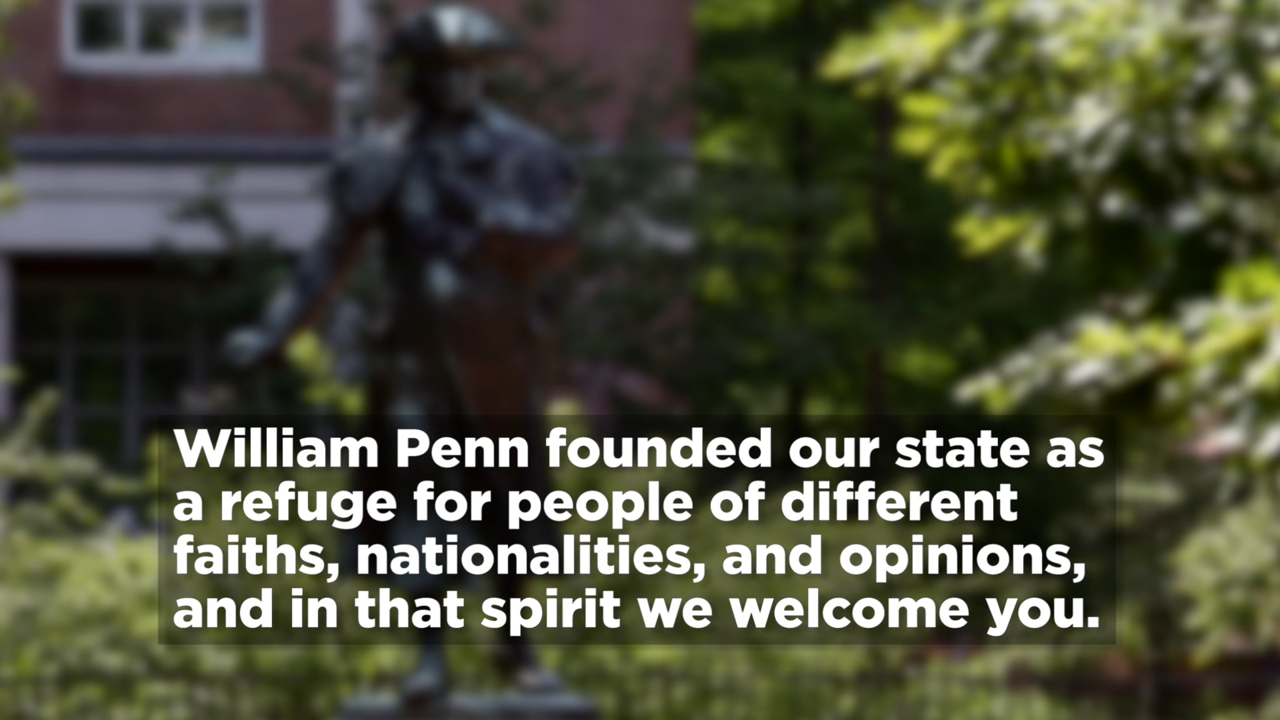 William Penn founded our state as
a refuge for people of different
faiths, nationalities, and opinions,
and in that spirit we welcome you.